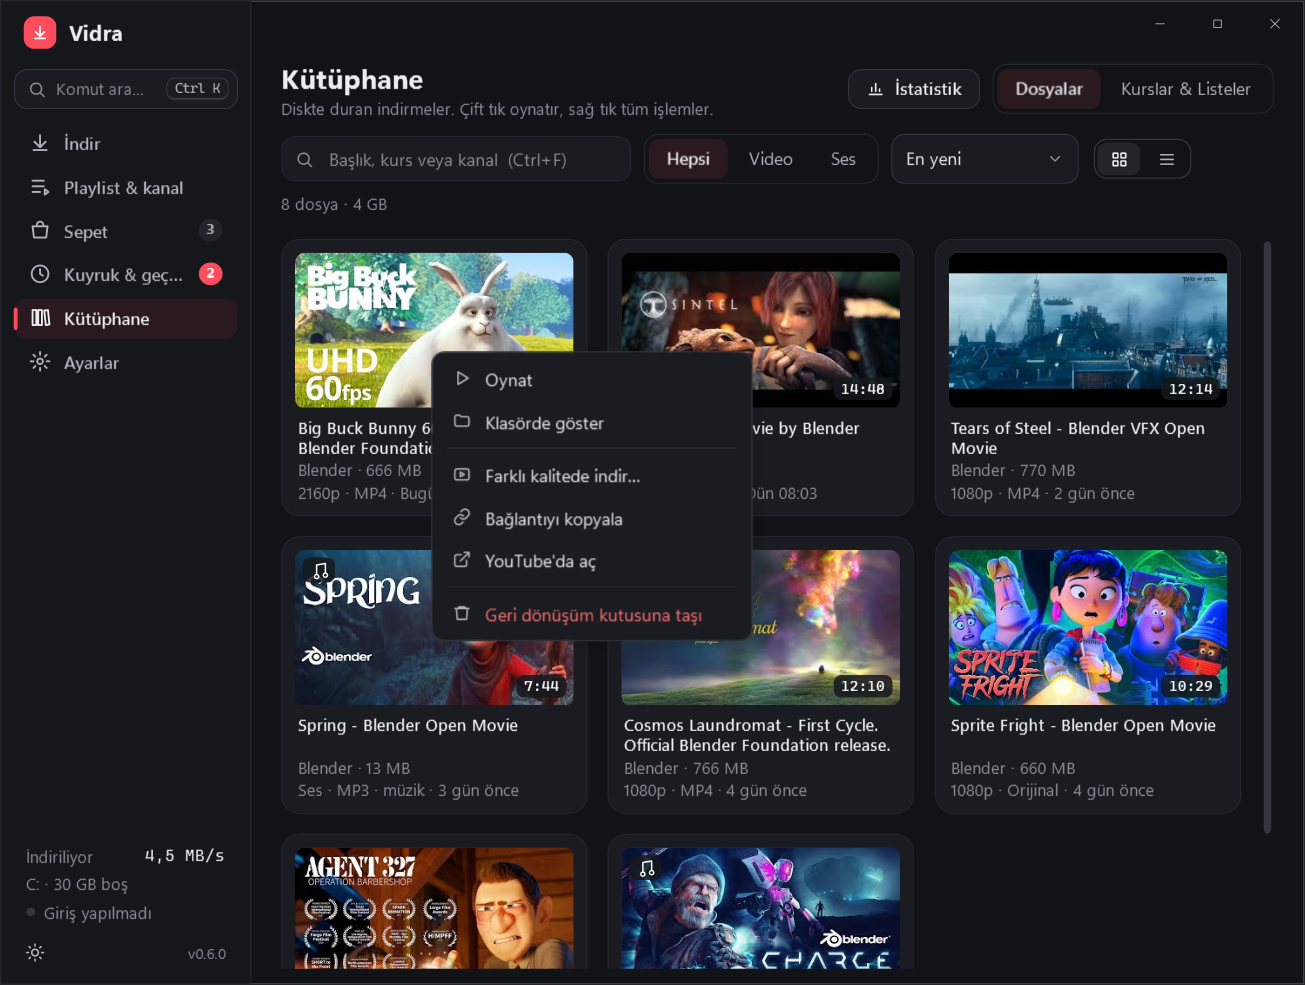 Vidra
Komut ara...
Ctrl K
İndir
Playlist & kanal
Sepet
3
Kuyruk & geç...
2
Kütüphane
Ayarlar
İndiriliyor
4,5 MB/s
C: · 30 GB boş
Giriş yapılmadı
v0.6.0
Kütüphane
Diskte duran indirmeler. Çift tık oynatır, sağ tık tüm işlemler.
İstatistik
Dosyalar
Kurslar & Listeler
Başlık, kurs veya kanal (Ctrl+F)
Hepsi
Video
Ses
En yeni
8 dosya · 4 GB
Big Buck
BUNNY
UHD
60fps
Big Buck Bunny 6
Blender Foundatio
Blender · 666 MB
2160p · MP4 · Bugü
SINTEL
14:48
vie by Blender
Dün 08:03
TEARS OF STEEL
12:14
Tears of Steel - Blender VFX Open
Movie
Blender · 770 MB
1080p · MP4 · 2 gün önce
Oynat
Klasörde göster
Farklı kalitede indir...
Bağlantıyı kopyala
YouTube'da aç
Geri dönüşüm kutusuna taşı
SPRING
blender
7:44
Spring - Blender Open Movie
Blender · 13 MB
Ses · MP3 · müzik · 3 gün önce
mat
12:10
Cosmos Laundromat - First Cycle.
Official Blender Foundation release.
Blender · 766 MB
1080p · MP4 · 4 gün önce
SPRITE
FRIGHT
10:29
Sprite Fright - Blender Open Movie
Blender · 660 MB
1080p · Orijinal · 4 gün önce
AGENT 327
OPERATION BARBERSHOP
blender
CHARGE